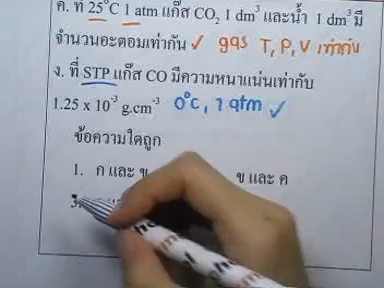 ค. ที่ 25°C 1 atm แก๊ส CO₂ 1 dm³ และน้ำ 1 dm³ มี
จำนวนอะตอมเท่ากัน ✓ gas T, P, V เท่ากัน
ง. ที่ STP แก๊ส CO มีความหนาแน่นเท่ากับ
1.25 x 10⁻³ g.cm⁻³ 0°C, 1 atm ✓
ข้อความใดถูก
1. ก และ ข ข และ ค
3.